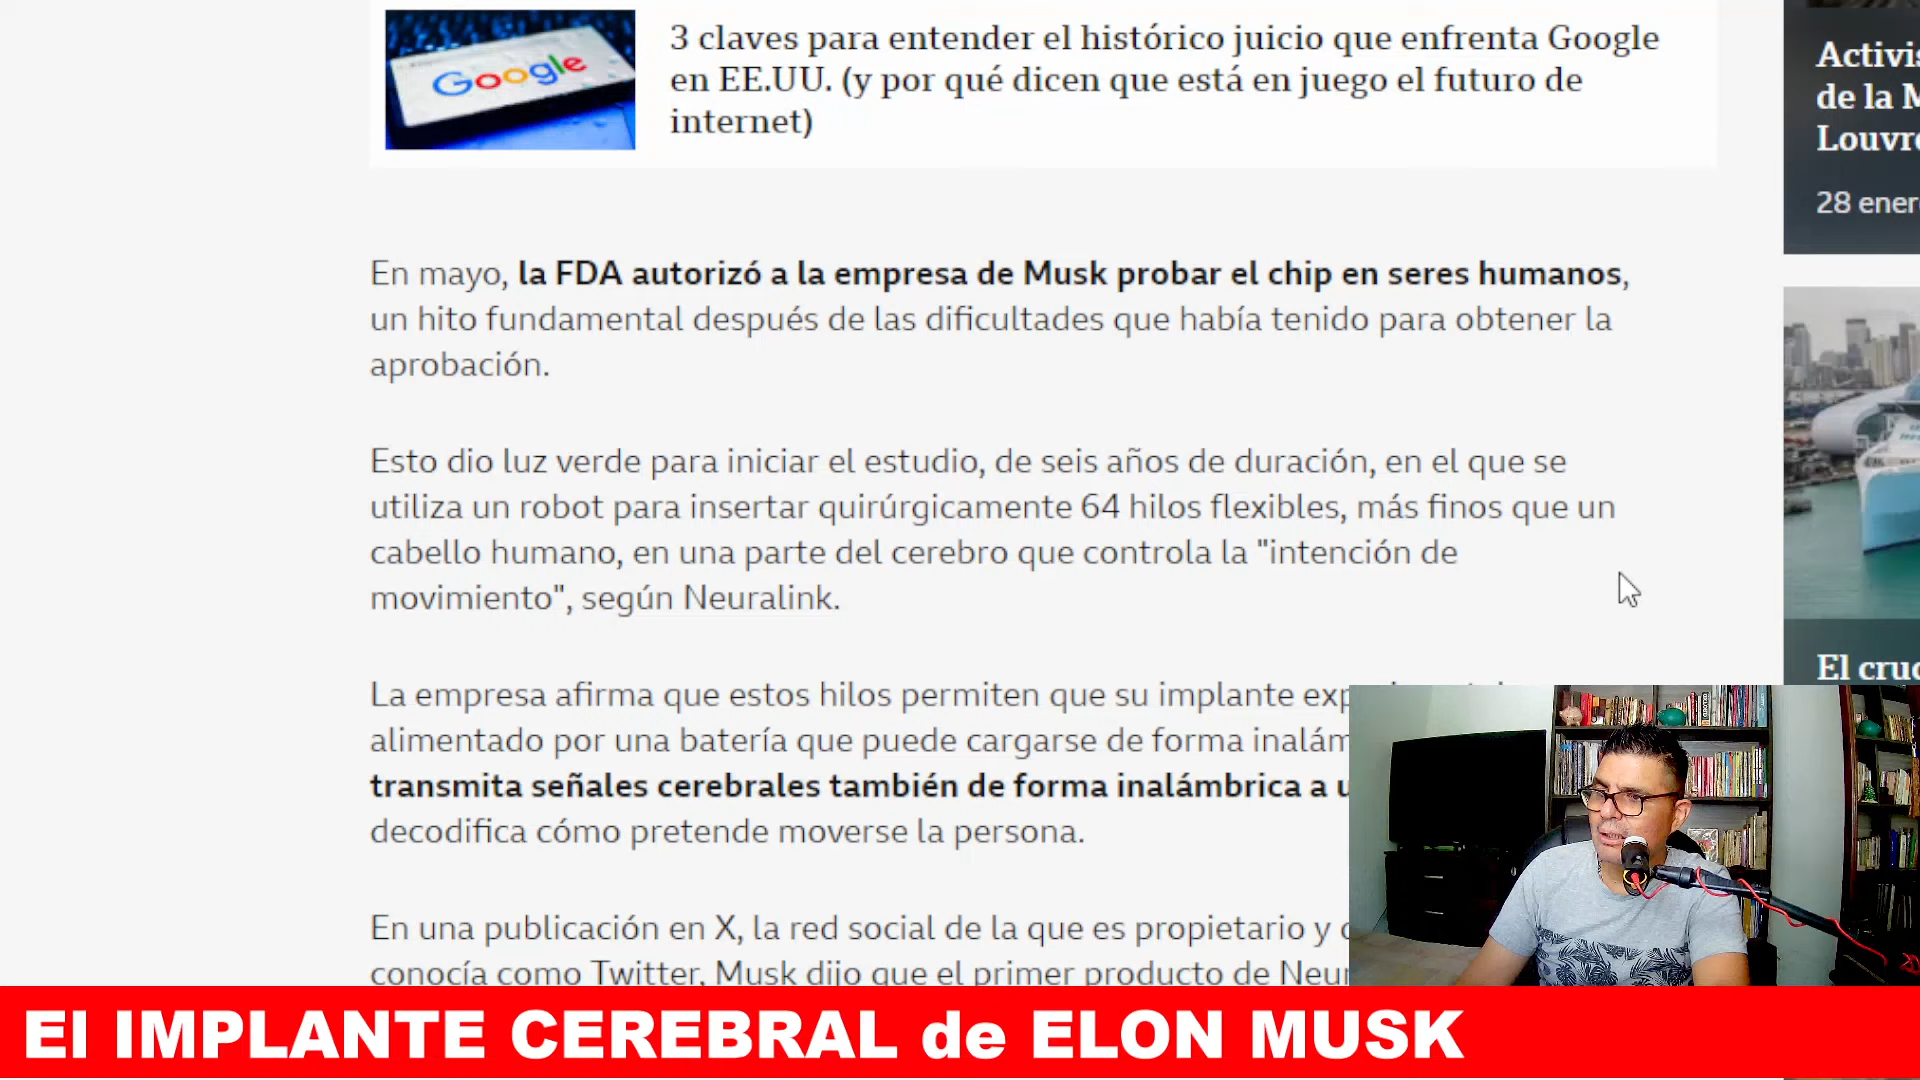 Google
3 claves para entender el histórico juicio que enfrenta Google
en EE.UU. (y por qué dicen que está en juego el futuro de
internet)
En mayo, la FDA autorizó a la empresa de Musk probar el chip en seres humanos,
un hito fundamental después de las dificultades que había tenido para obtener la
aprobación.
Esto dio luz verde para iniciar el estudio, de seis años de duración, en el que se
utiliza un robot para insertar quirúrgicamente 64 hilos flexibles, más finos que un
cabello humano, en una parte del cerebro que controla la "intención de
movimiento", según Neuralink.
La empresa afirma que estos hilos permiten que su implante exp
alimentado por una batería que puede cargarse de forma inalám
transmita señales cerebrales también de forma inalámbrica a u
decodifica cómo pretende moverse la persona.
En una publicación en X, la red social de la que es propietario y
conocía como Twitter, Musk dijo que el primer producto de Neur
Activis
de la M
Louvre
28 ener
El cruc
El IMPLANTE CEREBRAL de ELON MUSK